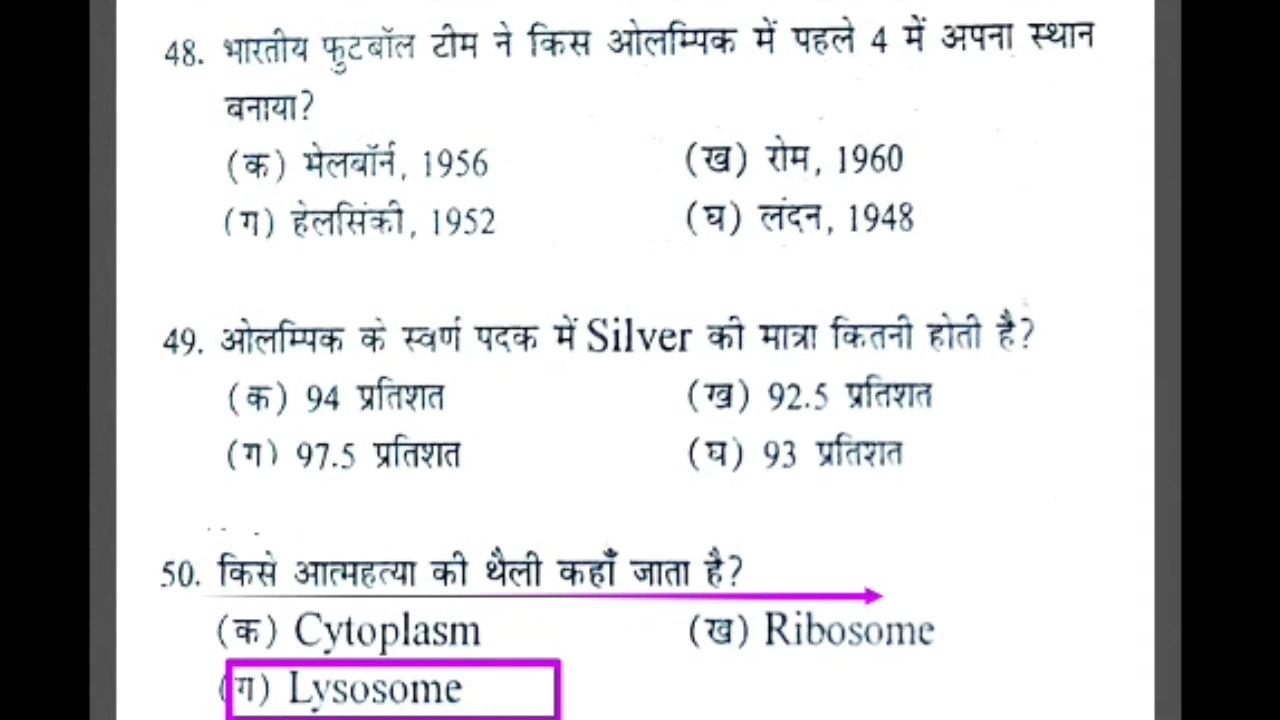 48. भारतीय फुटबॉल टीम ने किस ओलम्पिक में पहले 4 में अपना स्थान
बनाया?
(क) मेलबॉर्न, 1956 (ख) रोम, 1960
(ग) हेलसिंकी, 1952 (घ) लंदन, 1948
49. ओलम्पिक के स्वर्ण पदक में Silver की मात्रा कितनी होती है?
(क) 94 प्रतिशत (ख) 92.5 प्रतिशत
(ग) 97.5 प्रतिशत (घ) 93 प्रतिशत
50. किसे आत्महत्या की थैली कहाँ जाता है?
(क) Cytoplasm (ख) Ribosome
(ग) Lysosome